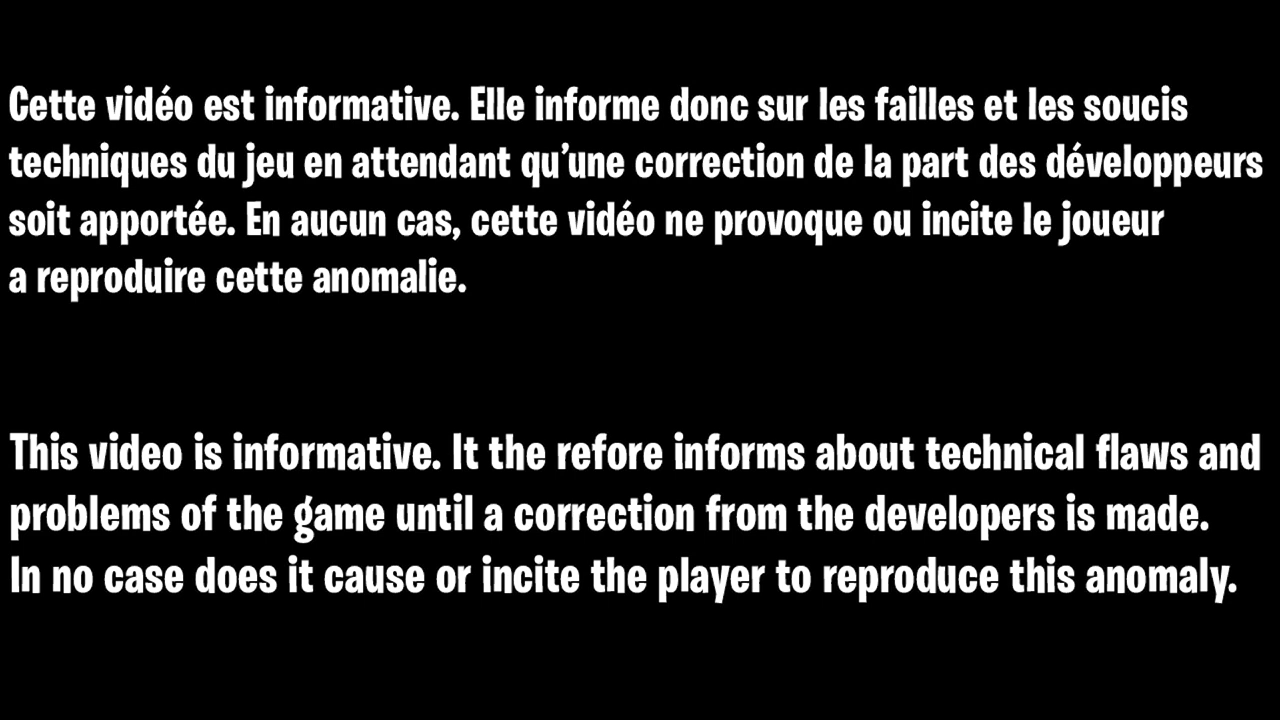 Cette vidéo est informative. Elle informe donc sur les failles et les soucis
techniques du jeu en attendant qu'une correction de la part des développeurs
soit apportée. En aucun cas, cette vidéo ne provoque ou incite le joueur
a reproduire cette anomalie.
This video is informative. It the refore informs about technical flaws and
problems of the game until a correction from the developers is made.
In no case does it cause or incite the player to reproduce this anomaly.